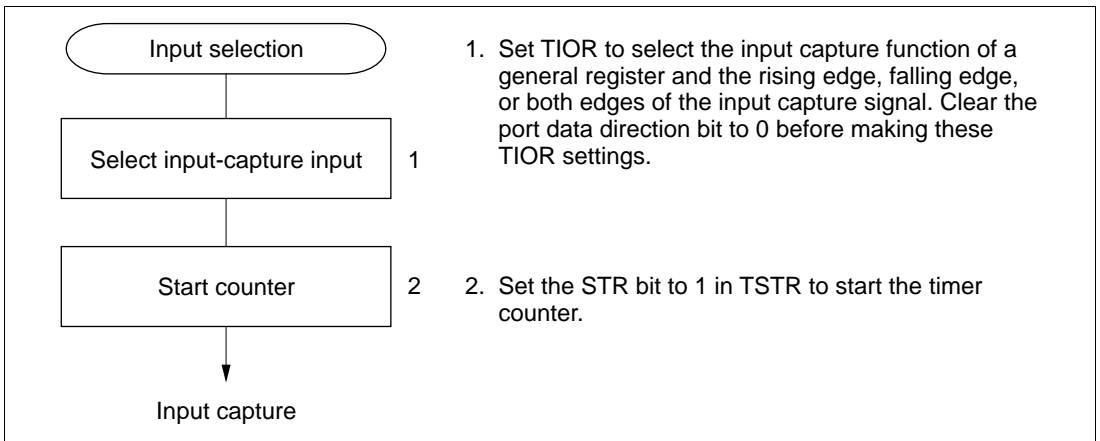 Input selection
1. Set TIOR to select the input capture function of a
general register and the rising edge, falling edge,
or both edges of the input capture signal. Clear the
port data direction bit to 0 before making these
TIOR settings.
Select input-capture input 1
Start counter 2
2. Set the STR bit to 1 in TSTR to start the timer
counter.
Input capture